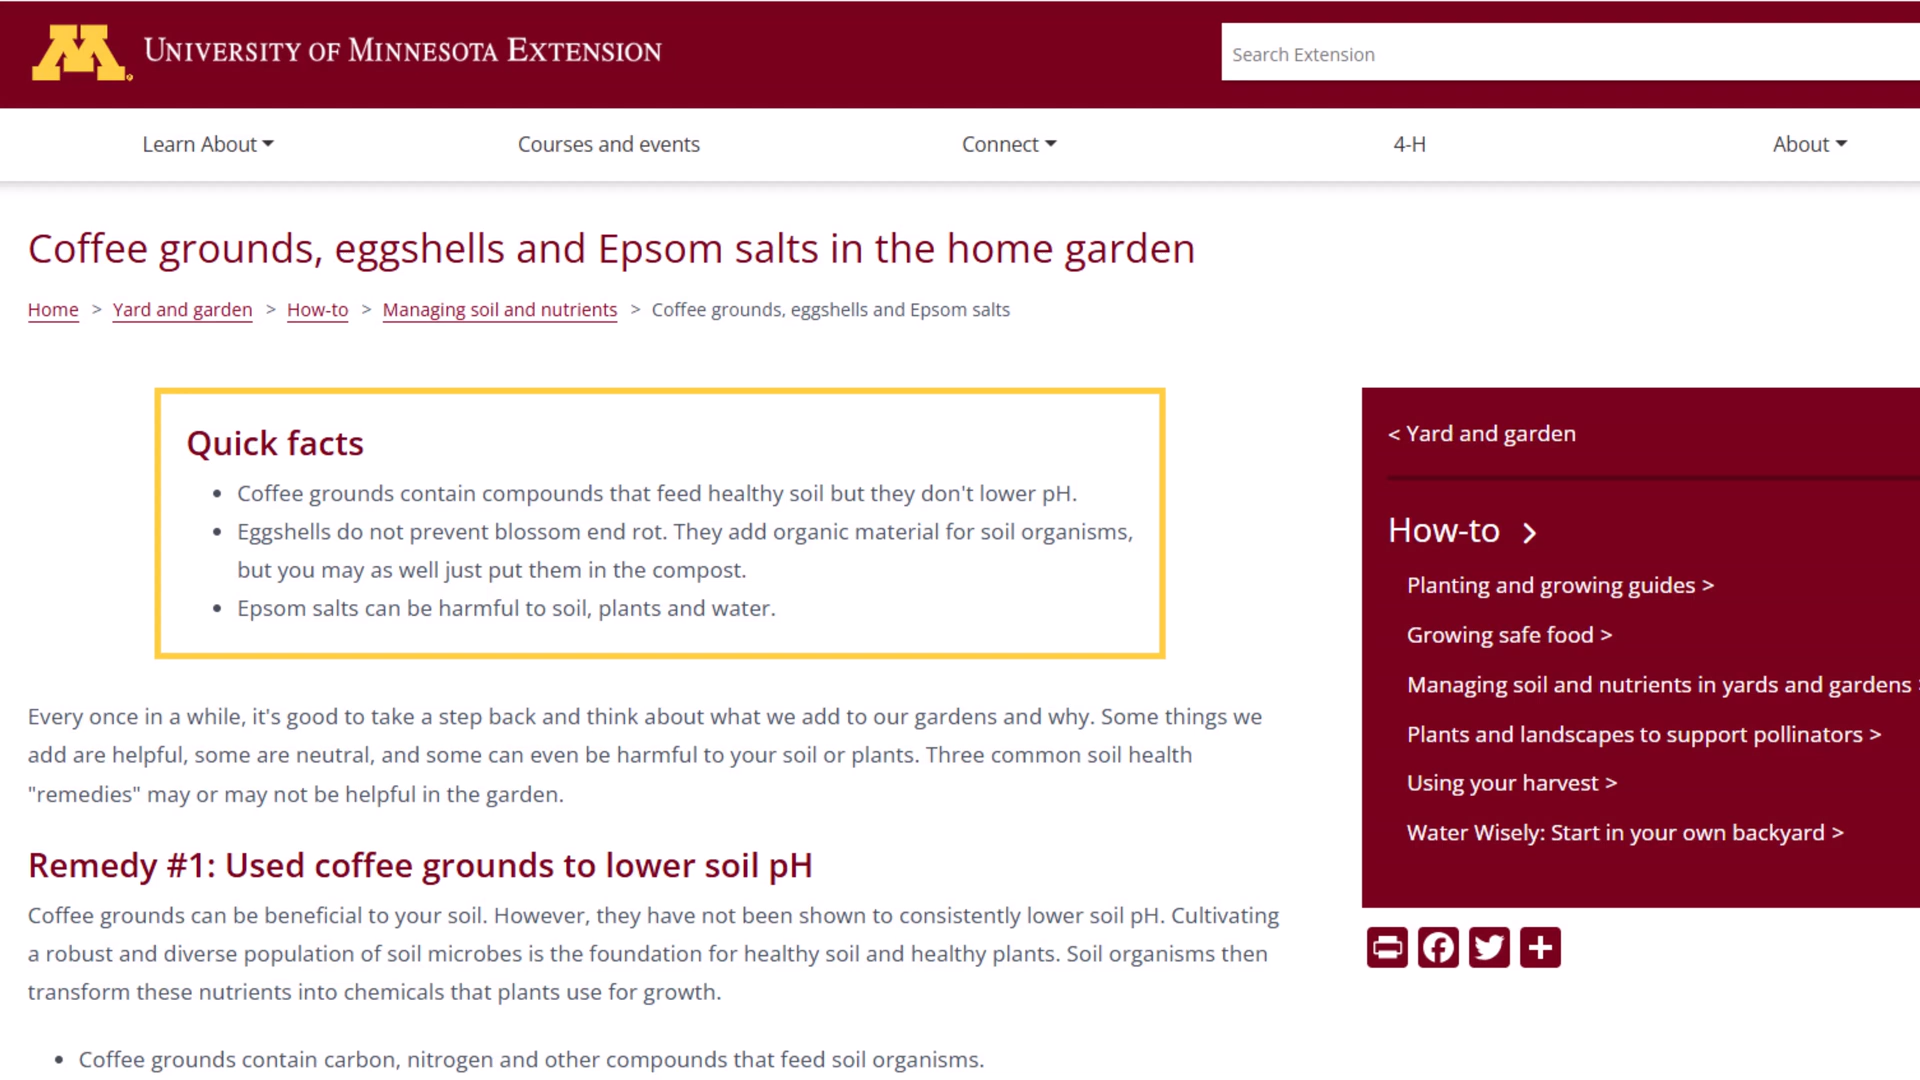 UNIVERSITY OF MINNESOTA EXTENSION
Search Extension
Learn About
Courses and events
Connect
4-H
About
Coffee grounds, eggshells and Epsom salts in the home garden
Home > Yard and garden > How-to > Managing soil and nutrients > Coffee grounds, eggshells and Epsom salts
Quick facts
• Coffee grounds contain compounds that feed healthy soil but they don't lower pH.
• Eggshells do not prevent blossom end rot. They add organic material for soil organisms,
but you may as well just put them in the compost.
• Epsom salts can be harmful to soil, plants and water.
Every once in a while, it's good to take a step back and think about what we add to our gardens and why. Some things we
add are helpful, some are neutral, and some can even be harmful to your soil or plants. Three common soil health
"remedies" may or may not be helpful in the garden.
Remedy #1: Used coffee grounds to lower soil pH
Coffee grounds can be beneficial to your soil. However, they have not been shown to consistently lower soil pH. Cultivating
a robust and diverse population of soil microbes is the foundation for healthy soil and healthy plants. Soil organisms then
transform these nutrients into chemicals that plants use for growth.
• Coffee grounds contain carbon, nitrogen and other compounds that feed soil organisms.
< Yard and garden
How-to >
Planting and growing guides >
Growing safe food >
Managing soil and nutrients in yards and gardens >
Plants and landscapes to support pollinators >
Using your harvest >
Water Wisely: Start in your own backyard >